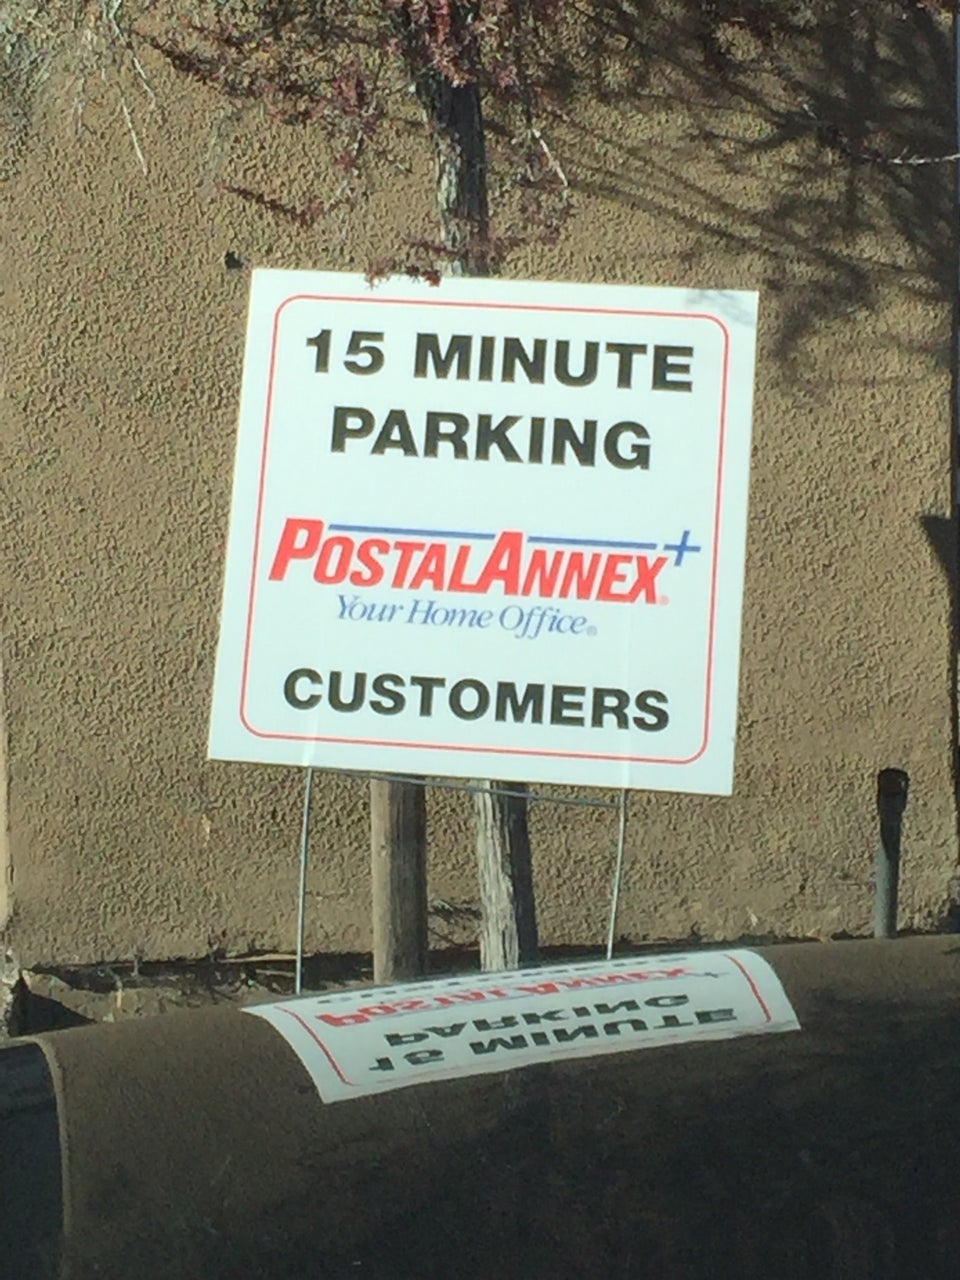 15 MINUTE
PARKING
POSTALANNEX+®
Your Home Office®
CUSTOMERS
POSTALANNEX+
PARKING
15 MINUTE